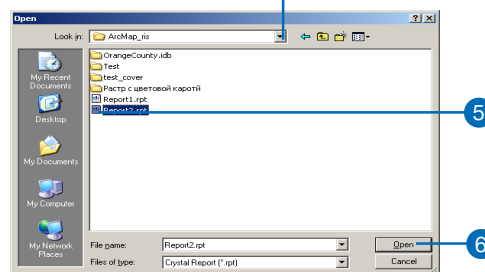 Open
Look in: ArcMap_ris
OrangeCounty.idb
Test
test_cover
Растр с цветовой каротй
Report1.rpt
Report2.rpt
My Recent Documents
Desktop
My Documents
My Computer
My Network Places
File name: Report2.rpt Open
Files of type: Crystal Report (*.rpt) Cancel
5
6